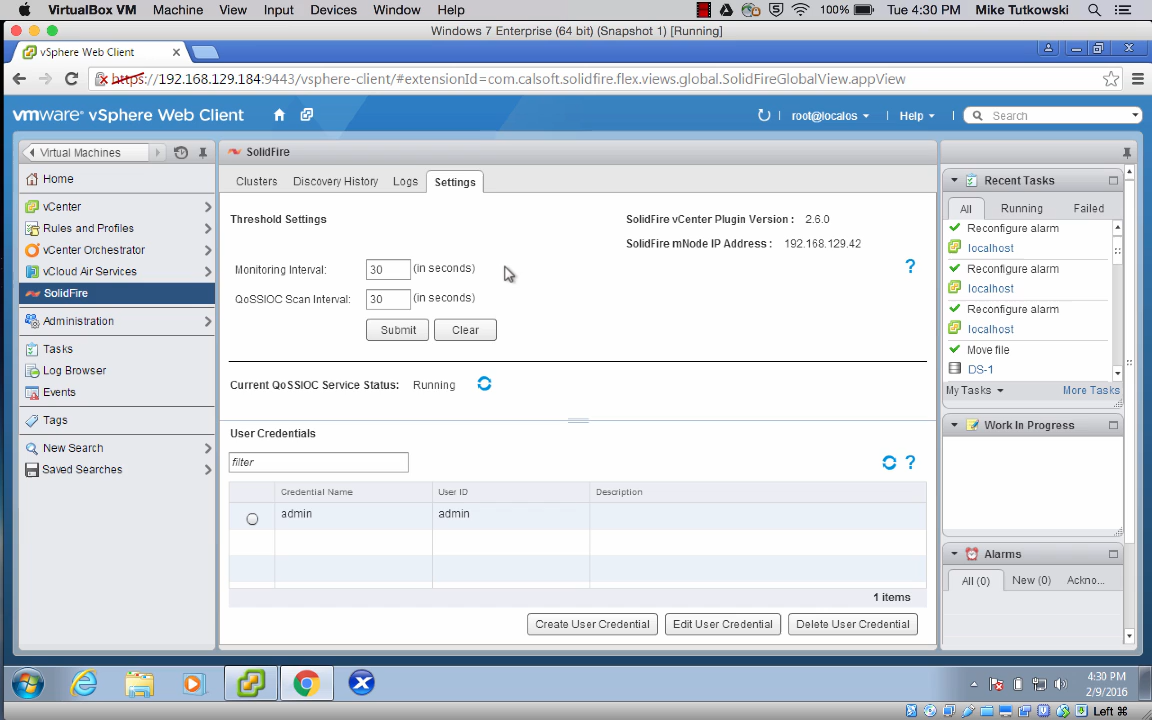 VirtualBox VM Machine View Input Devices Window Help 100% Tue 4:30 PM Mike Tutkowski
Windows 7 Enterprise (64 bit) (Snapshot 1) [Running]
vSphere Web Client
https://192.168.129.184:9443/vsphere-client/#extensionId=com.calsoft.solidfire.flex.views.global.SolidFireGlobalView.appView
vmware® vSphere Web Client root@localos Help Search
Virtual Machines
Home
vCenter
Rules and Profiles
vCenter Orchestrator
vCloud Air Services
SolidFire
Administration
Tasks
Log Browser
Events
Tags
New Search
Saved Searches
SolidFire
Clusters Discovery History Logs Settings
Threshold Settings
SolidFire vCenter Plugin Version : 2.6.0
SolidFire mNode IP Address : 192.168.129.42
?
Monitoring Interval: 30 (in seconds)
QoSSIOC Scan Interval: 30 (in seconds)
Submit Clear
Current QoSSIOC Service Status: Running
User Credentials
filter
?
Credential Name User ID Description
admin admin
1 items
Create User Credential Edit User Credential Delete User Credential
Recent Tasks
All Running Failed
Reconfigure alarm
localhost
Reconfigure alarm
localhost
Reconfigure alarm
localhost
Move file
DS-1
My Tasks More Tasks
Work In Progress
Alarms
All (0) New (0) Ackno...
4:30 PM
2/9/2016
Left ⌘